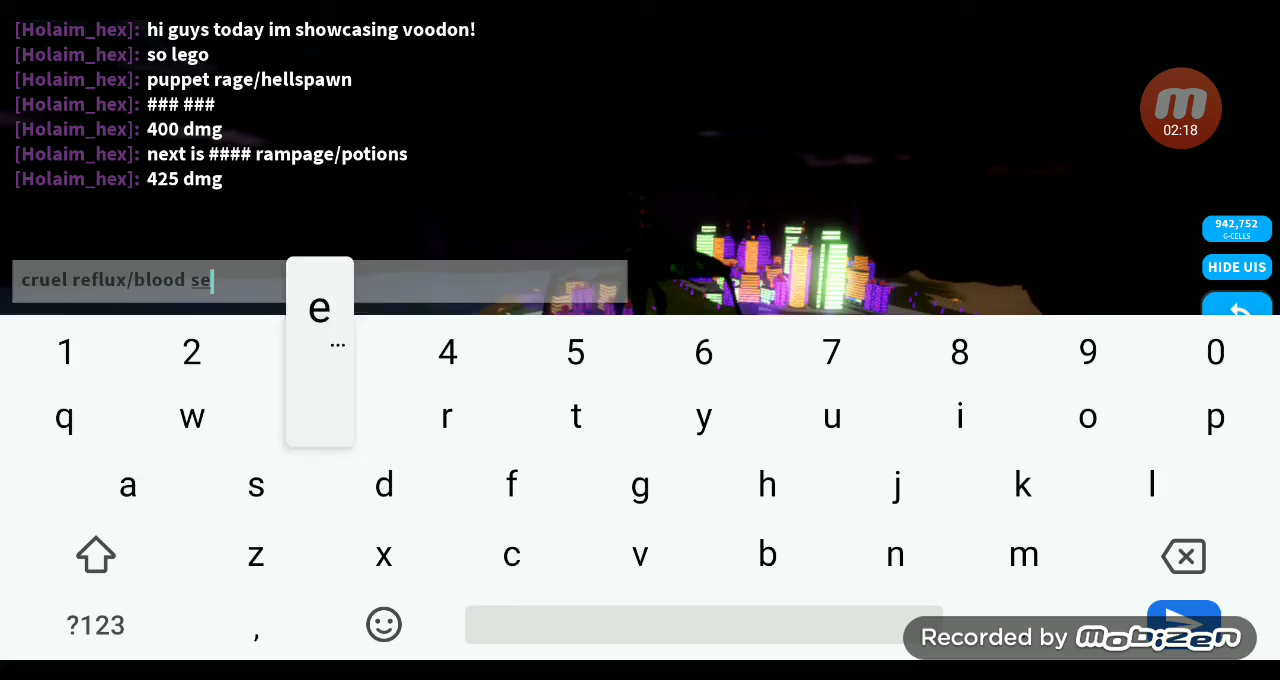 [Holaim_hex]: hi guys today im showcasing voodon!
[Holaim_hex]: so lego
[Holaim_hex]: puppet rage/hellspawn
[Holaim_hex]: ### ###
[Holaim_hex]: 400 dmg
[Holaim_hex]: next is #### rampage/potions
[Holaim_hex]: 425 dmg
02:18
942,752
G-CELLS
HIDE UIS
cruel reflux/blood se
e
...
1 2 4 5 6 7 8 9 0
q w r t y u i o p
a s d f g h j k l
z x c v b n m
?123 ,
Recorded by mobizen